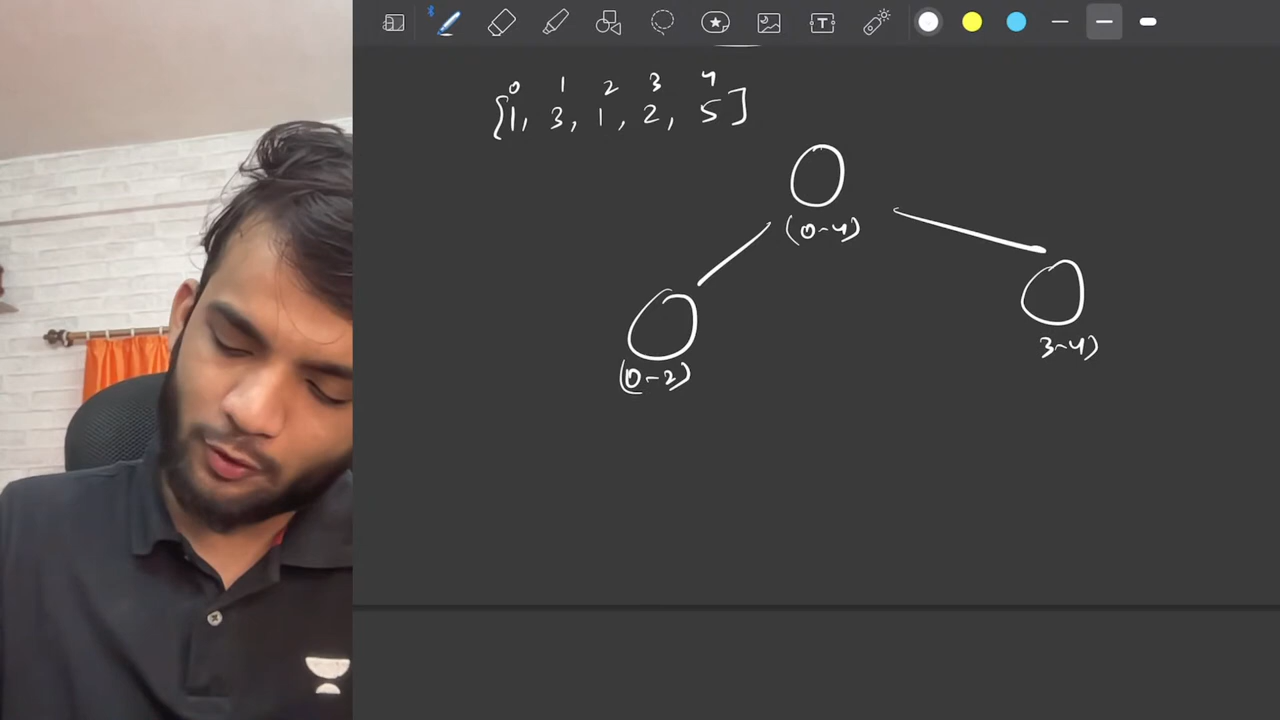 0 1 2 3 4
{1, 3, 1, 2, 5]
(0-4)
(0-2)
3-4)